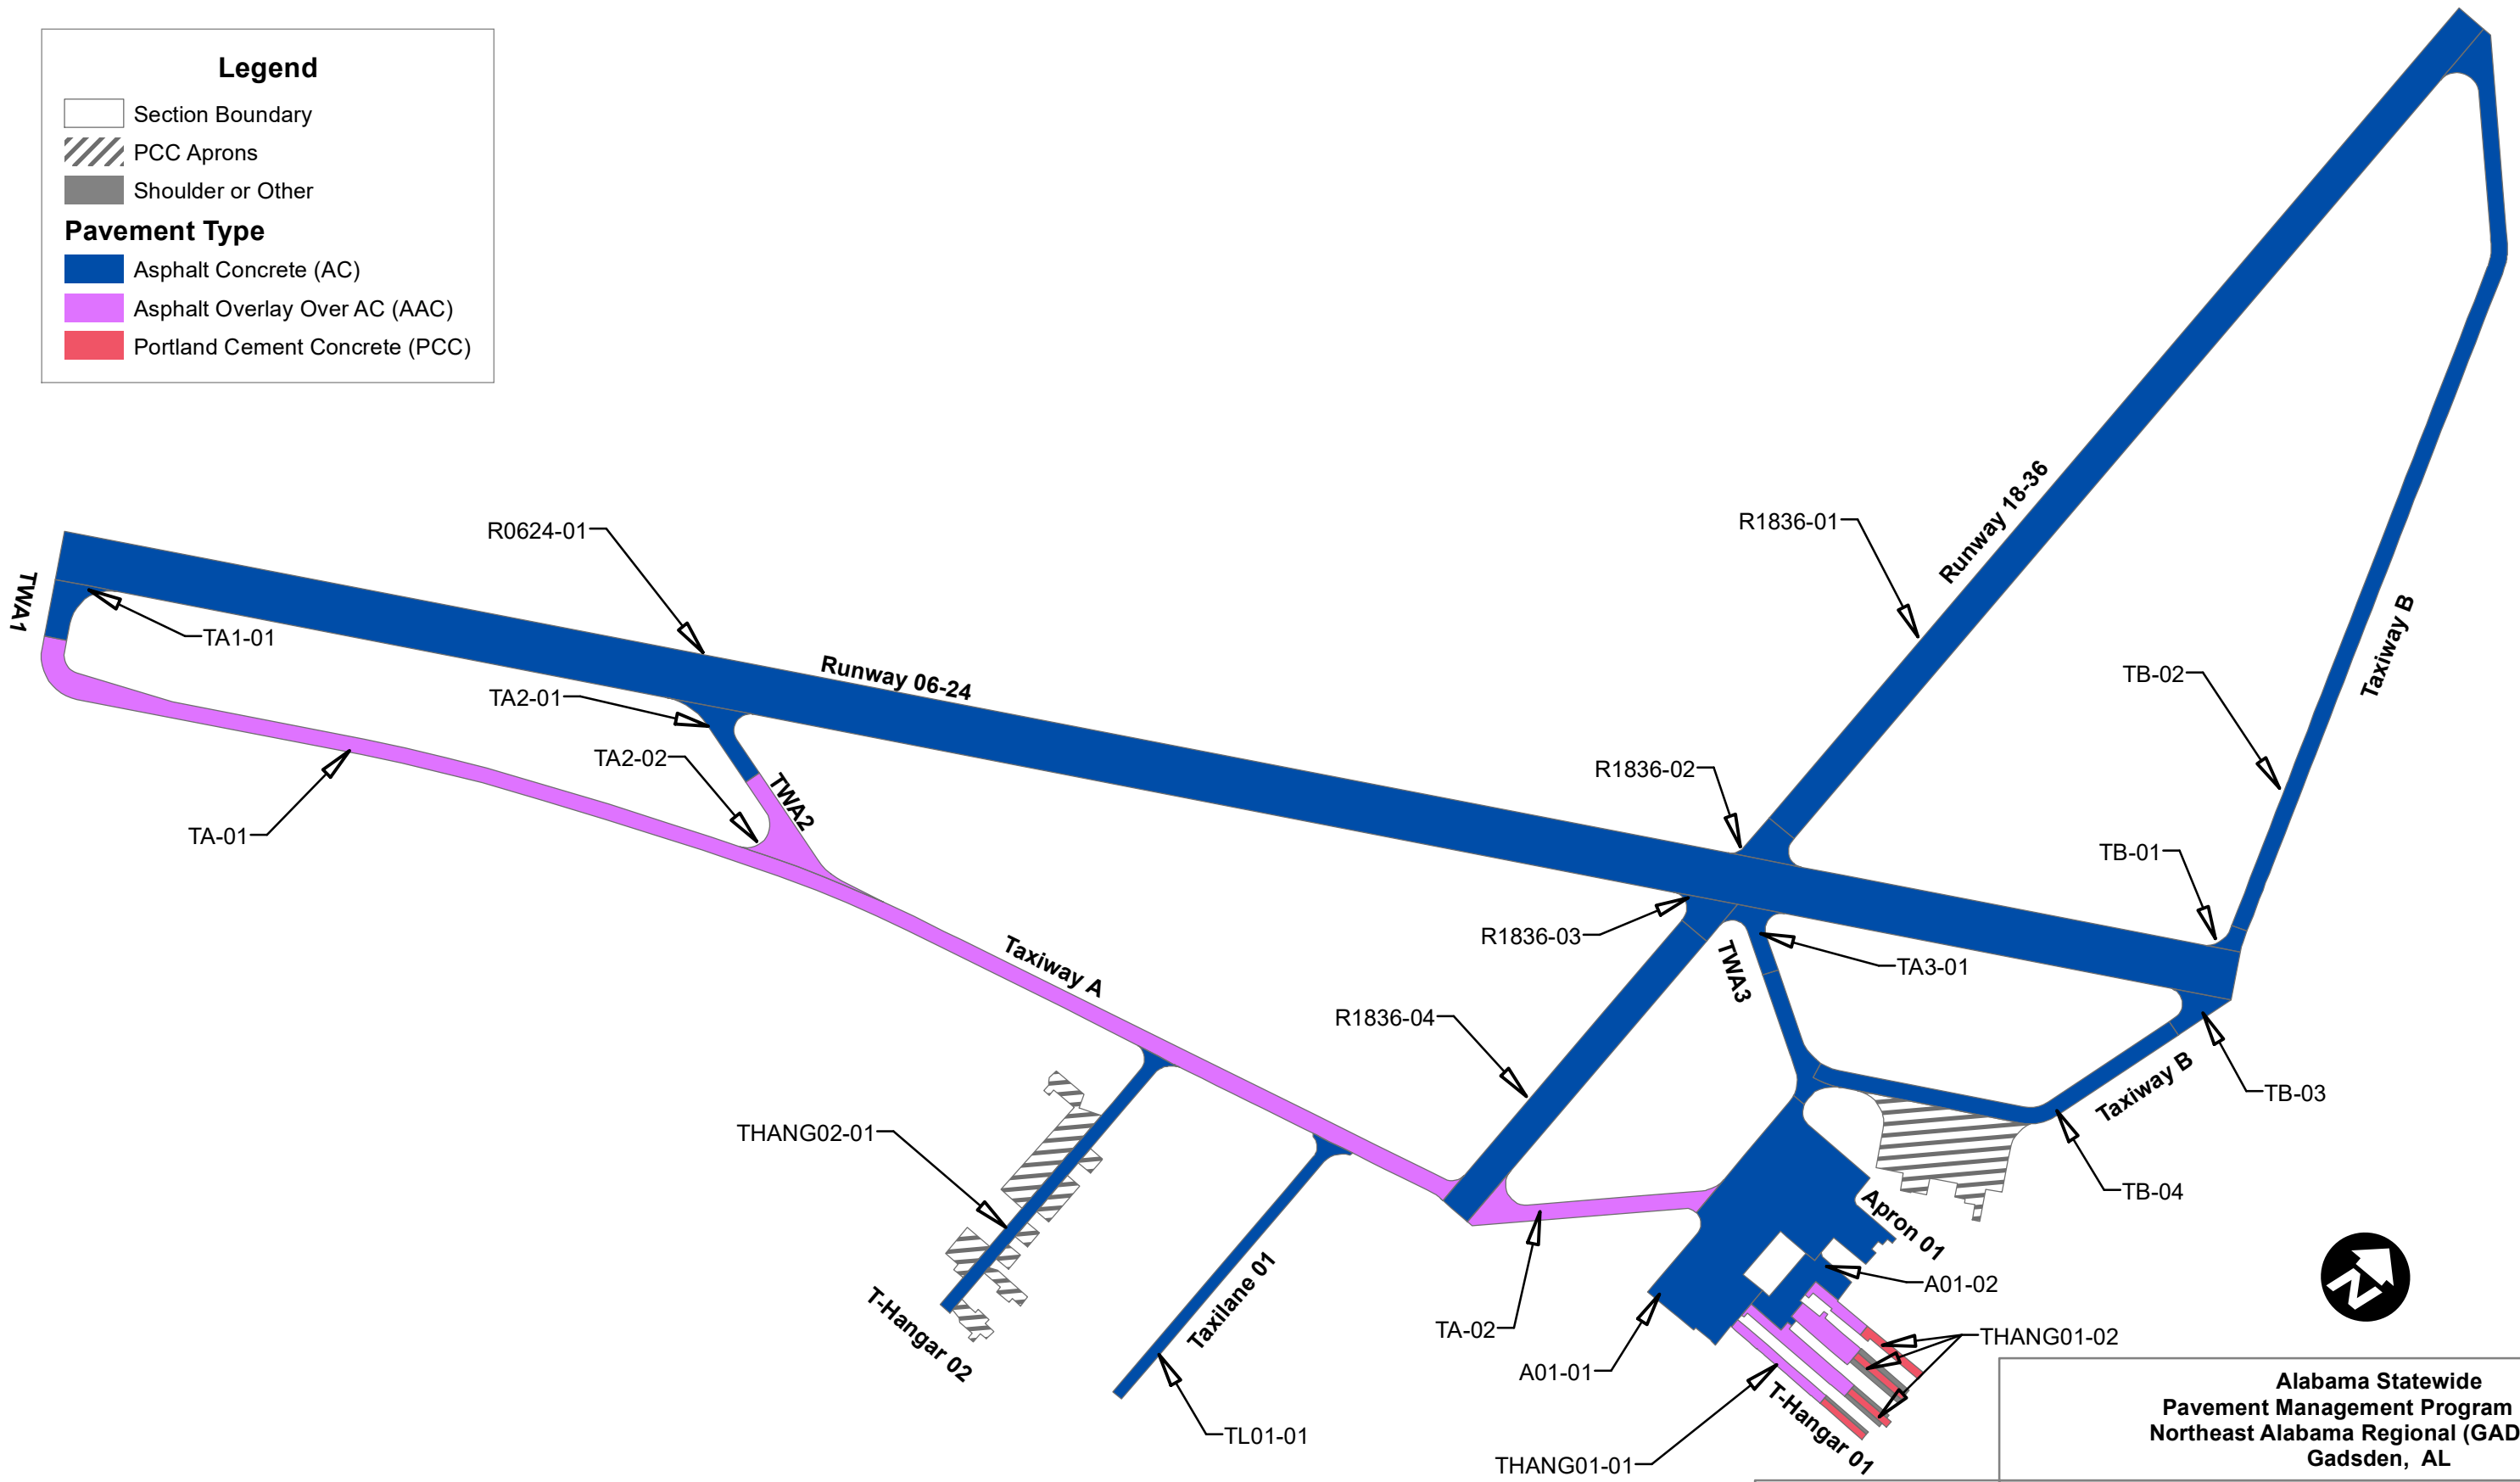 Legend
Section Boundary
PCC Aprons
Shoulder or Other
Pavement Type
Asphalt Concrete (AC)
Asphalt Overlay Over AC (AAC)
Portland Cement Concrete (PCC)
R0624-01
R1836-01
Runway 18-36
TWA1
TA1-01
Runway 06-24
Taxiway B
TB-02
TA2-01
TA2-02
TWA2
TA-01
R1836-02
TB-01
R1836-03
TA3-01
TWA3
Taxiway A
R1836-04
Taxiway B
TB-03
THANG02-01
TB-04
Apron 01
A01-02
T-Hangar 02
Taxilane 01
TA-02
A01-01
THANG01-02
TL01-01
THANG01-01
T-Hangar 01
N
Alabama Statewide
Pavement Management Program
Northeast Alabama Regional (GAD
Gadsden, AL